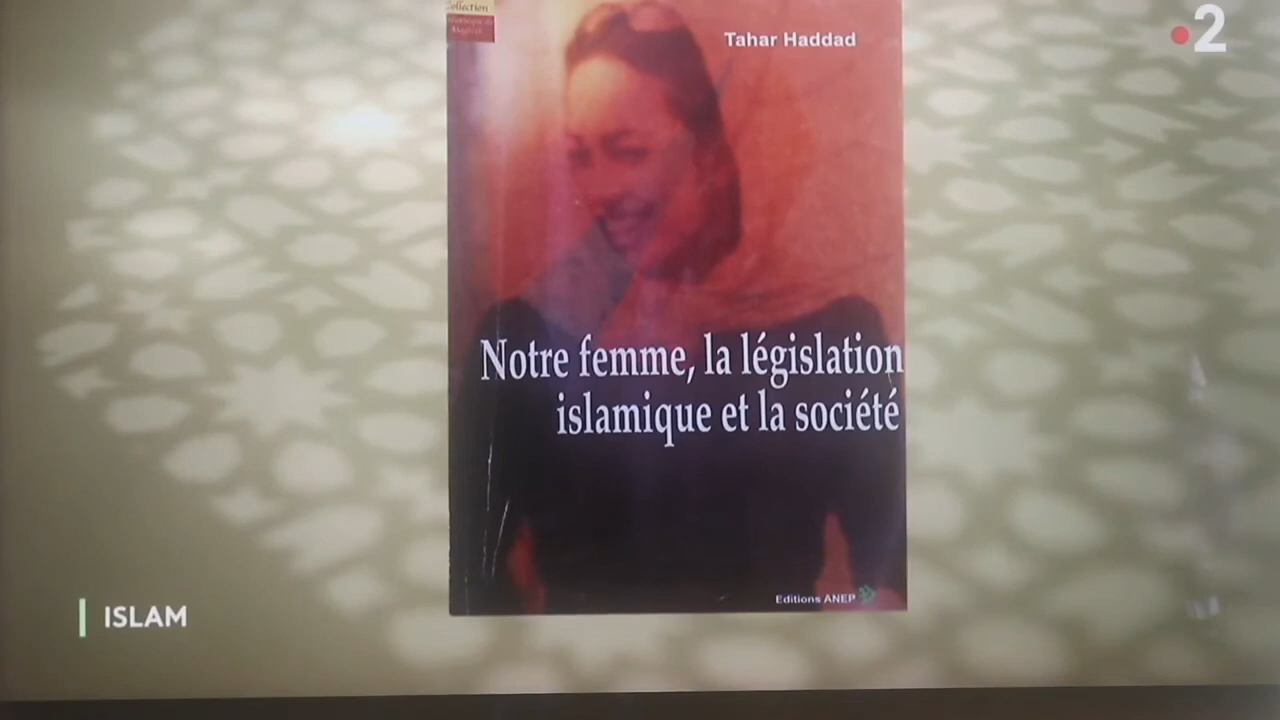 Collection
Tahar Haddad
2
Notre femme, la législation
islamique et la société
Editions ANEP
ISLAM